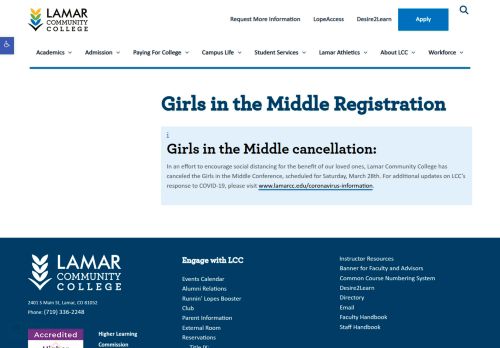 LAMAR
COMMUNITY
COLLEGE
Request More Information LopeAccess Desire2Learn Apply
Academics Admission Paying For College Campus Life Student Services Lamar Athletics About LCC Workforce
Girls in the Middle Registration
i
Girls in the Middle cancellation:
In an effort to encourage social distancing for the benefit of our loved ones, Lamar Community College has
canceled the Girls in the Middle Conference, scheduled for Saturday, March 28th. For additional updates on LCC's
response to COVID-19, please visit www.lamarcc.edu/coronavirus-information.
LAMAR
COMMUNITY
COLLEGE
2401 S Main St, Lamar, CO 81052
Phone: (719) 336-2248
Accredited
Higher
Higher Learning
Commission
Engage with LCC
Events Calendar
Alumni Relations
Runnin' Lopes Booster
Club
Parent Information
External Room
Reservations
Title IX
Instructor Resources
Banner for Faculty and Advisors
Common Course Numbering System
Desire2Learn
Directory
Email
Faculty Handbook
Staff Handbook